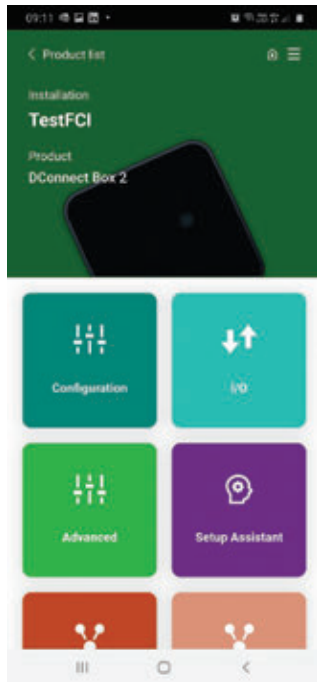 09:11
Product list
Installation
TestFCI
Product
DConnect Box 2
Configuration
I/O
Advanced
Setup Assistant